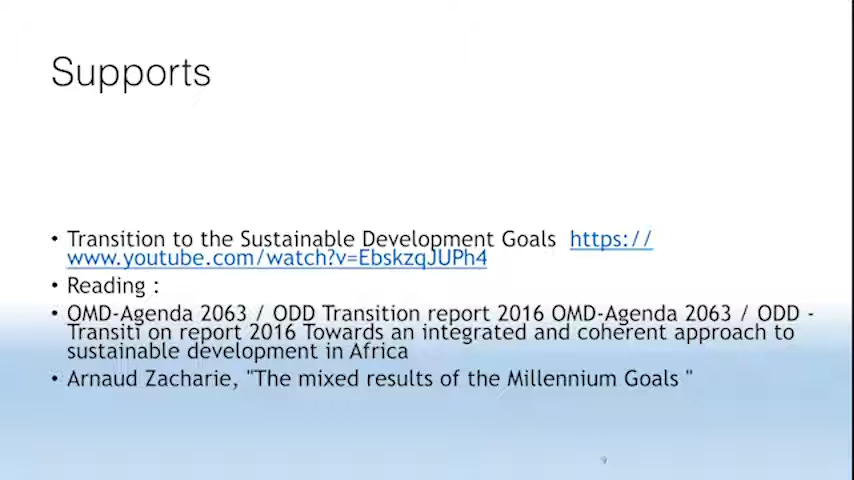 Supports
• Transition to the Sustainable Development Goals https://
www.youtube.com/watch?v=EbskzqJUPh4
• Reading :
• OMD-Agenda 2063 / ODD Transition report 2016 OMD-Agenda 2063 / ODD -
Transiti on report 2016 Towards an integrated and coherent approach to
sustainable development in Africa
• Arnaud Zacharie, "The mixed results of the Millennium Goals "
9